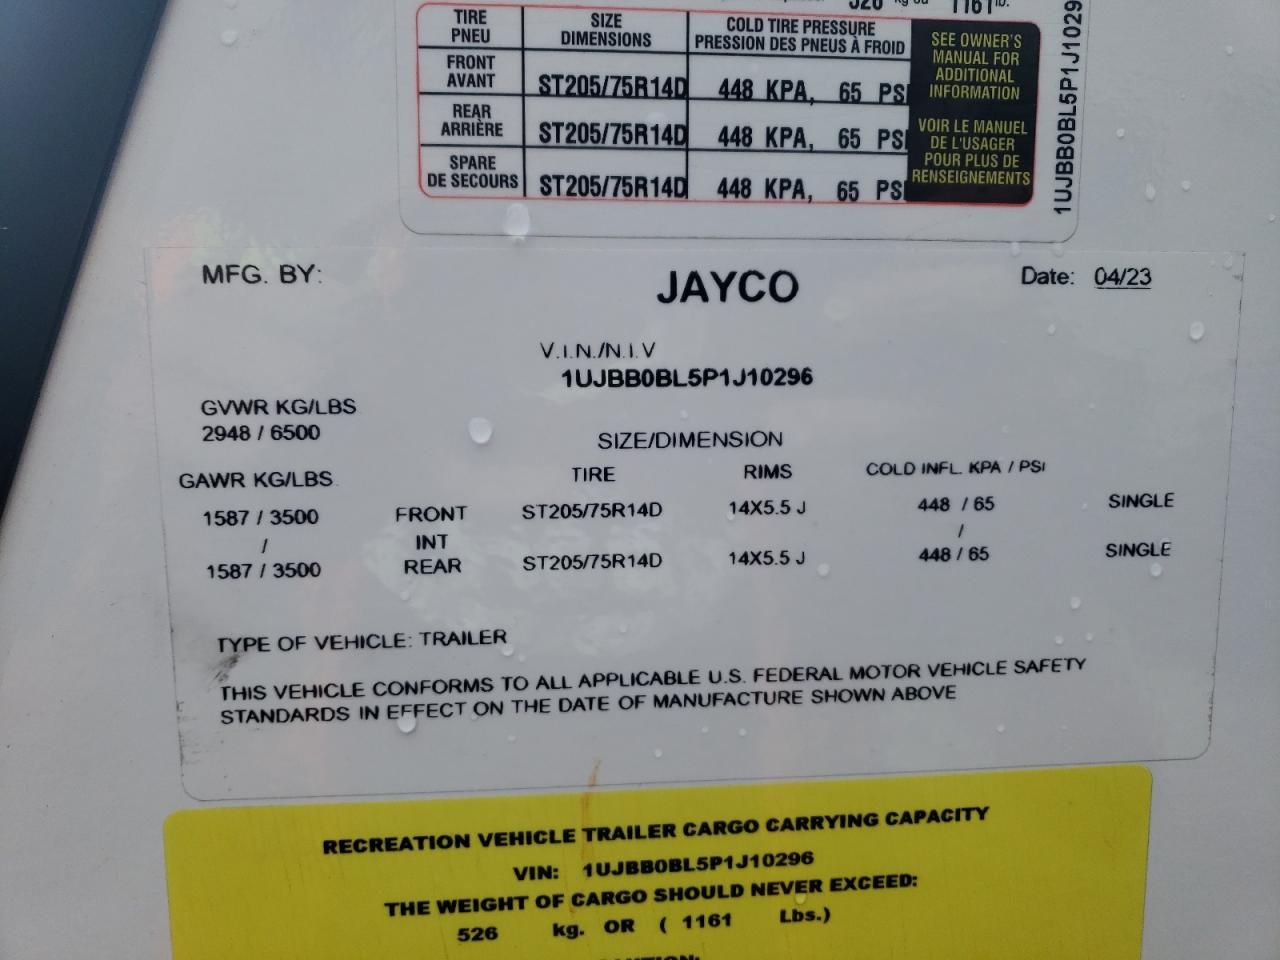 526 kg ou 1161 lb.
TIRE PNEU SIZE DIMENSIONS COLD TIRE PRESSURE PRESSION DES PNEUS À FROID
FRONT AVANT ST205/75R14D 448 KPA, 65 PSI
REAR ARRIÈRE ST205/75R14D 448 KPA, 65 PSI
SPARE DE SECOURS ST205/75R14D 448 KPA, 65 PSI
SEE OWNER'S
MANUAL FOR
ADDITIONAL
INFORMATION
VOIR LE MANUEL
DE L'USAGER
POUR PLUS DE
RENSEIGNEMENTS
1UJBB0BL5P1J1029
MFG. BY: JAYCO Date: 04/23
V.I.N./N.I.V
1UJBB0BL5P1J10296
GVWR KG/LBS
2948 / 6500
SIZE/DIMENSION
GAWR KG/LBS TIRE RIMS COLD INFL. KPA / PSI
1587 / 3500 FRONT ST205/75R14D 14X5.5 J 448 / 65 SINGLE
/ INT /
1587 / 3500 REAR ST205/75R14D 14X5.5 J 448 / 65 SINGLE
TYPE OF VEHICLE: TRAILER
THIS VEHICLE CONFORMS TO ALL APPLICABLE U.S. FEDERAL MOTOR VEHICLE SAFETY
STANDARDS IN EFFECT ON THE DATE OF MANUFACTURE SHOWN ABOVE
RECREATION VEHICLE TRAILER CARGO CARRYING CAPACITY
VIN: 1UJBB0BL5P1J10296
THE WEIGHT OF CARGO SHOULD NEVER EXCEED:
526 kg. OR ( 1161 Lbs.)